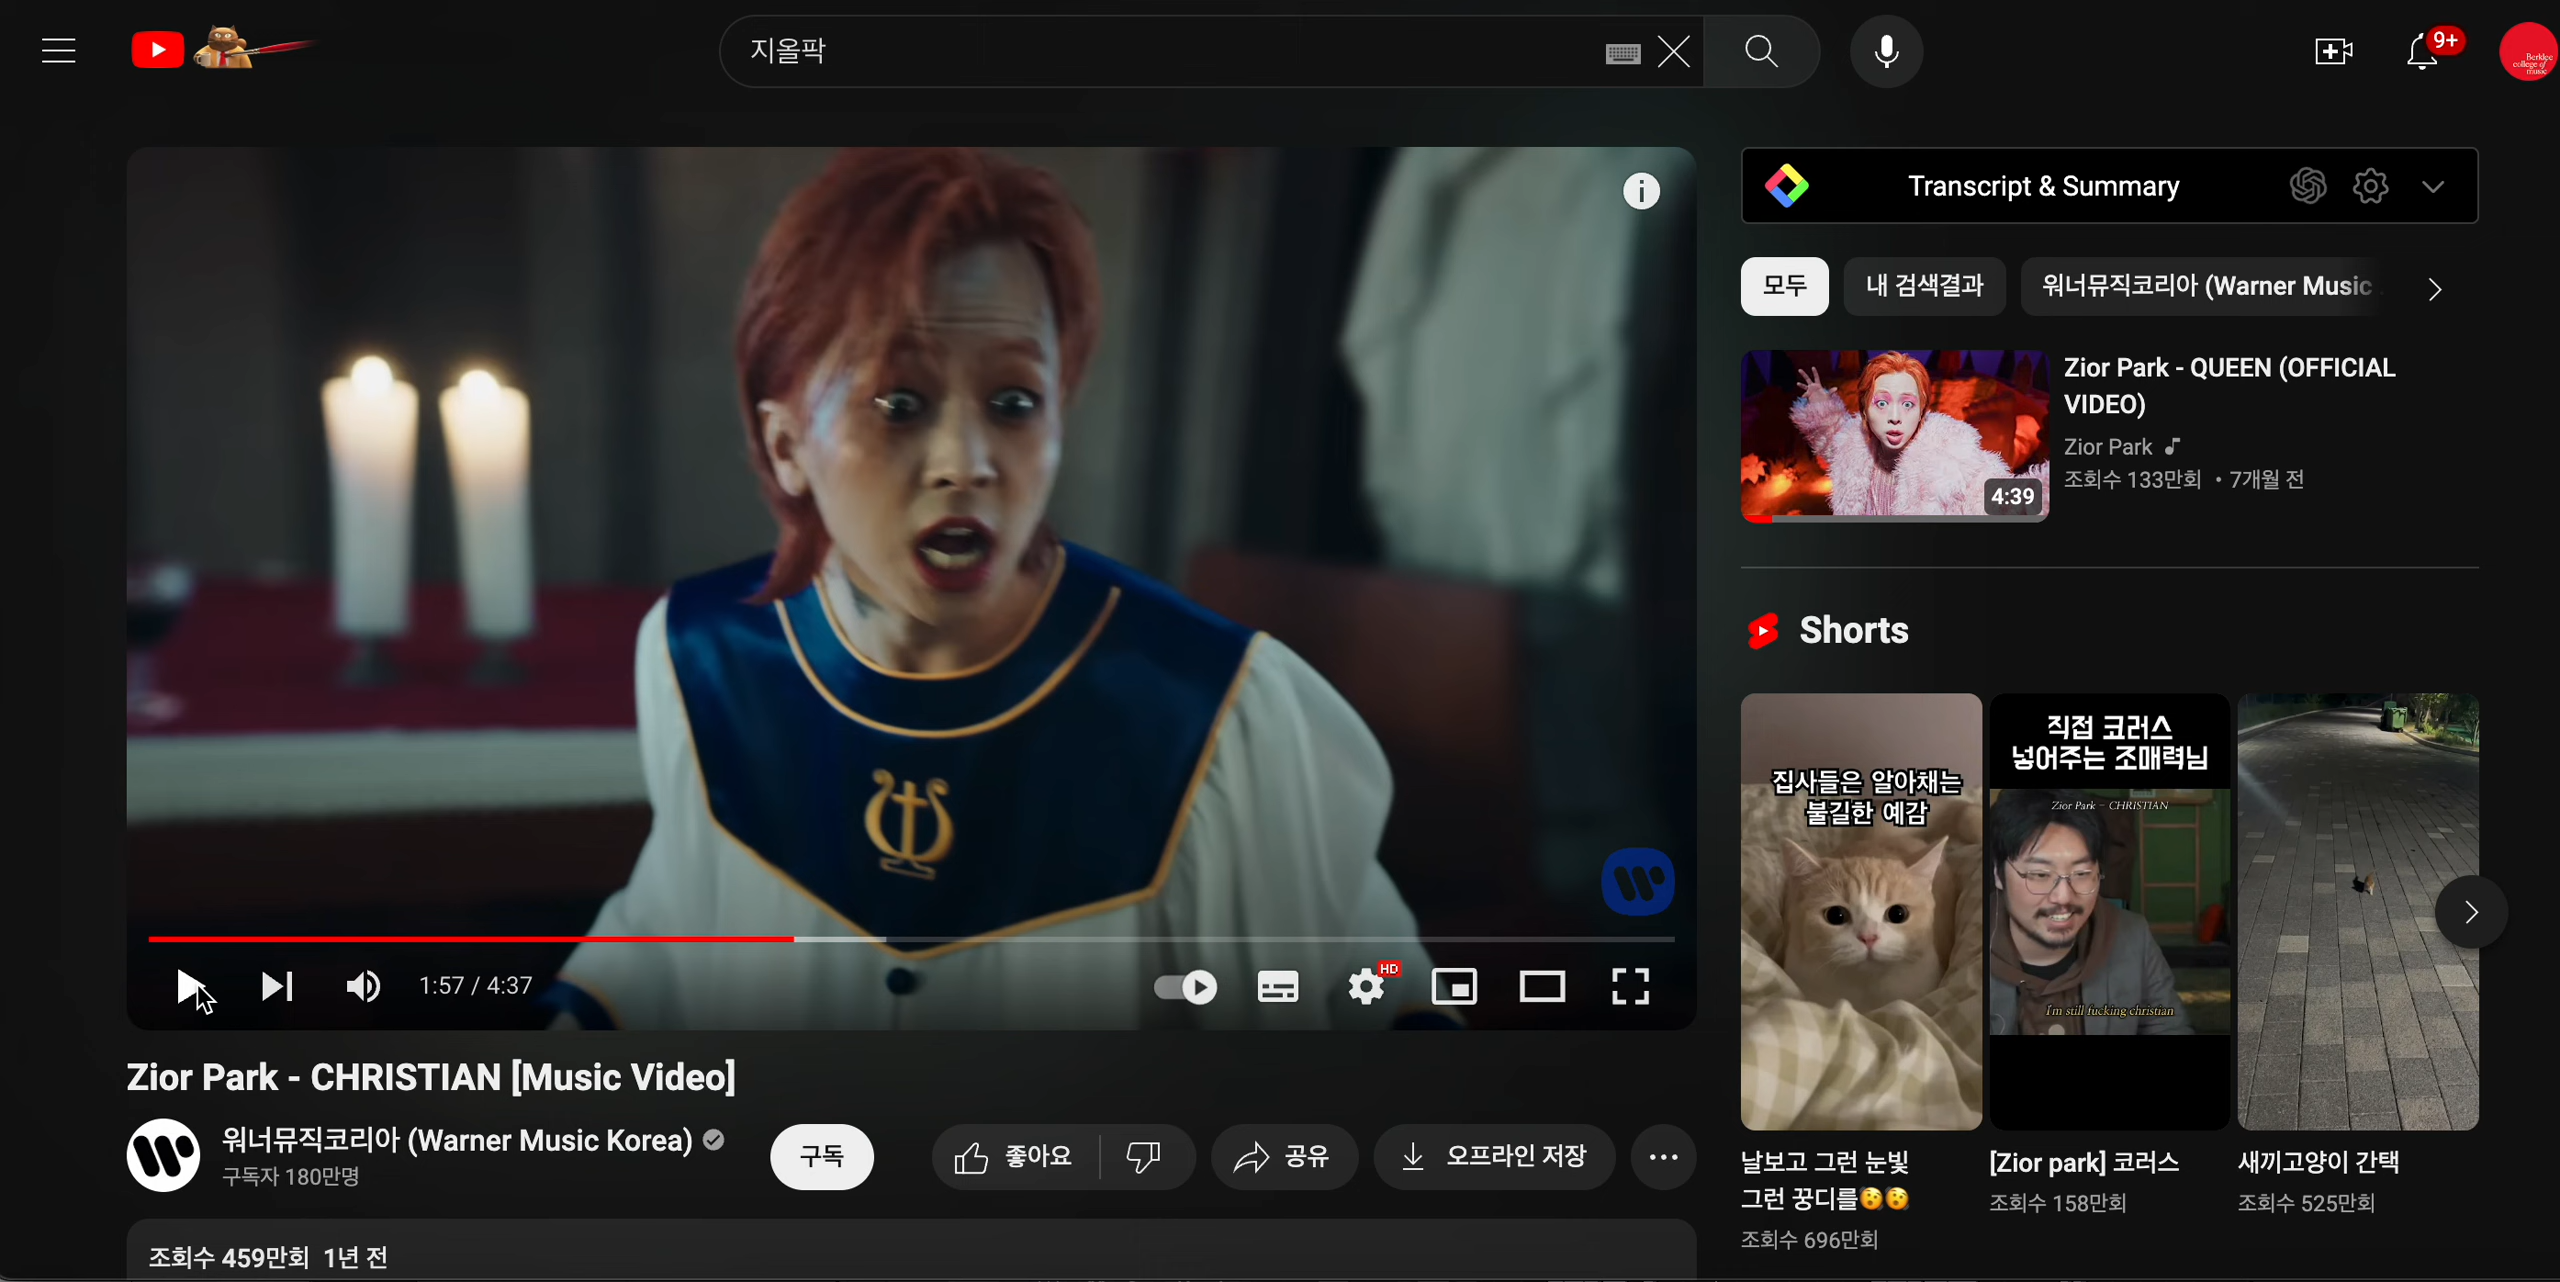 지올팍
9+
Berklee
college of
music
Transcript & Summary
모두
내 검색결과
워너뮤직코리아 (Warner Music
Zior Park - QUEEN (OFFICIAL
VIDEO)
Zior Park
조회수 133만회 • 7개월 전
4:39
Shorts
집사들은 알아채는
불길한 예감
직접 코러스
넣어주는 조매력님
Zior Park - CHRISTIAN
I'm still fucking christian
날보고 그런 눈빛
그런 꿍디를🫢🫢
조회수 696만회
[Zior park] 코러스
조회수 158만회
새끼고양이 간택
조회수 525만회
1:57 / 4:37
HD
Zior Park - CHRISTIAN [Music Video]
워너뮤직코리아 (Warner Music Korea)
구독자 180만명
구독
좋아요
공유
오프라인 저장
조회수 459만회 1년 전